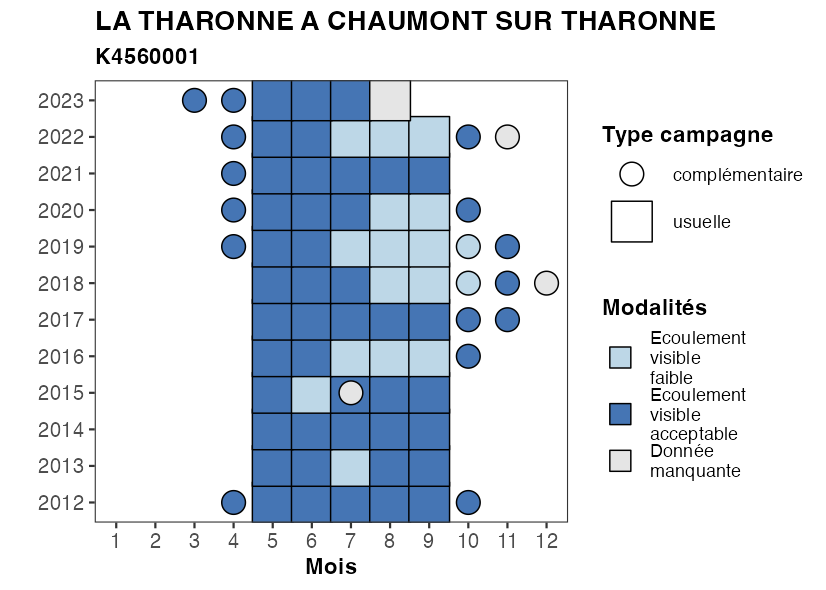 LA THARONNE A CHAUMONT SUR THARONNE
K4560001
2023
2022
2021
2020
2019
2018
2017
2016
2015
2014
2013
2012
1 2 3 4 5 6 7 8 9 10 11 12
Mois
Type campagne
complémentaire
usuelle
Modalités
Ecoulement
visible
faible
Ecoulement
visible
acceptable
Donnée
manquante